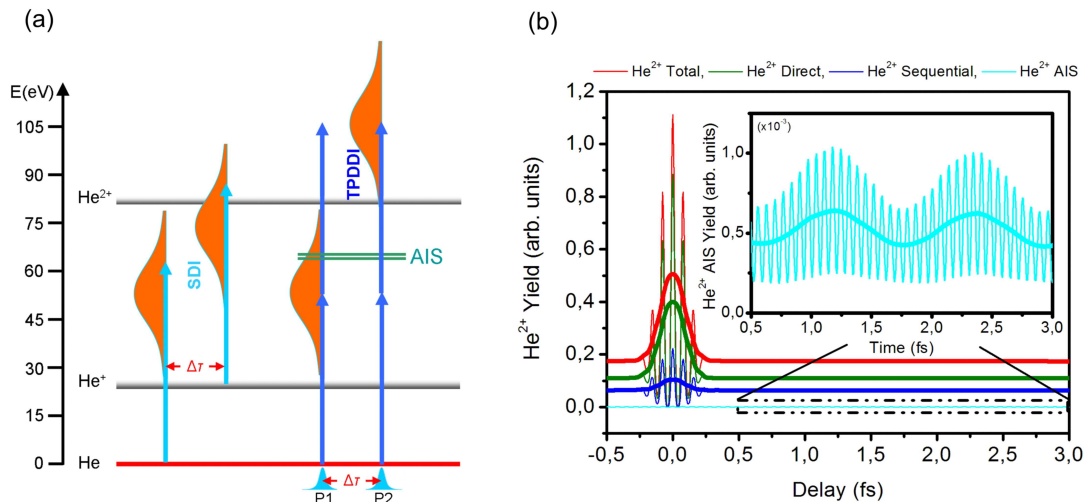 (a)
E(eV)
105
90
He²⁺
75
60
45
30
He⁺
15
0
He
SDI
Δτ
TPDDI
AIS
Δτ
P1
P2
(b)
He²⁺ Total, He²⁺ Direct, He²⁺ Sequential, He²⁺ AIS
He²⁺ Yield (arb. units)
1,2
1,0
0,8
0,6
0,4
0,2
0,0
-0,5
0,0
0,5
1,0
1,5
2,0
2,5
3,0
Delay (fs)
(x10⁻³)
He²⁺ AIS Yield (arb. units)
1,0
0,5
0,0
0,5
1,0
1,5
2,0
2,5
3,0
Time (fs)